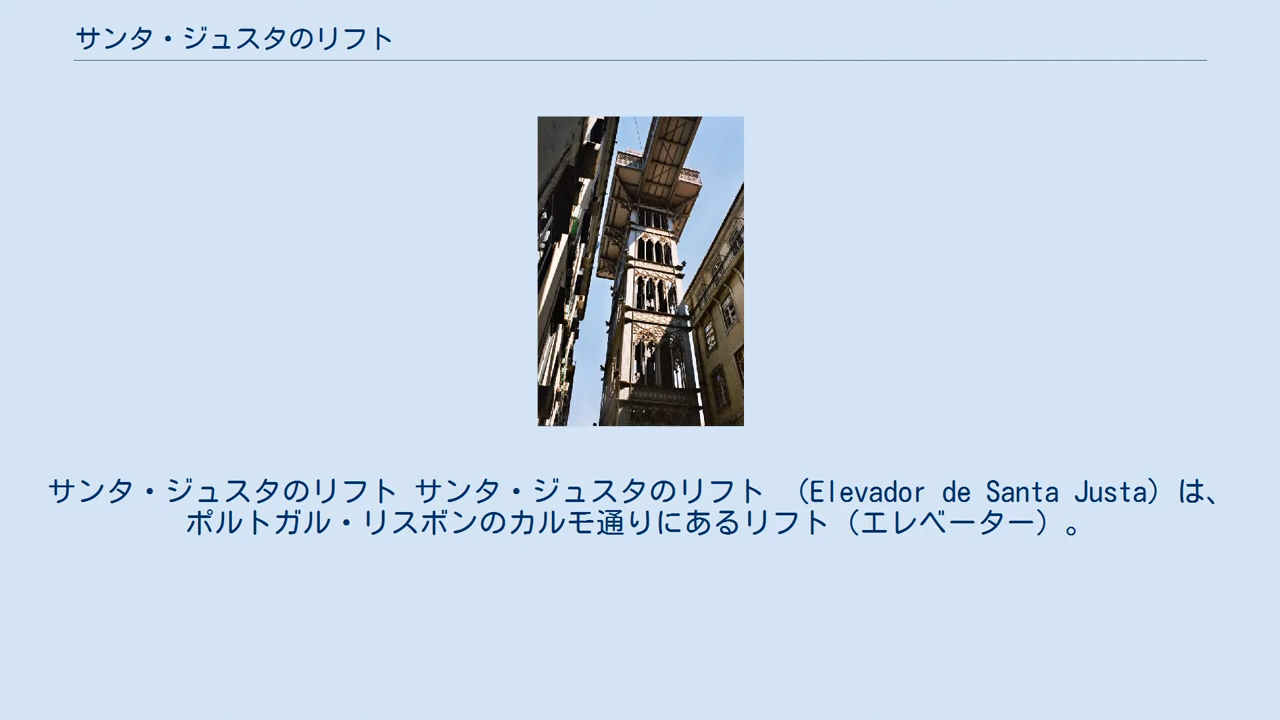 サンタ・ジュスタのリフト
サンタ・ジュスタのリフト サンタ・ジュスタのリフト （Elevador de Santa Justa）は、
ポルトガル・リスボンのカルモ通りにあるリフト（エレベーター）。